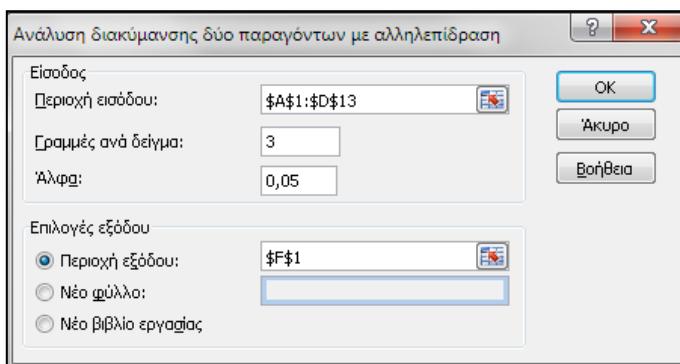 Ανάλυση διακύμανσης δύο παραγόντων με αλληλεπίδραση
Είσοδος
Περιοχή εισόδου: $A$1:$D$13
Γραμμές ανά δείγμα: 3
Άλφα: 0,05
Επιλογές εξόδου
Περιοχή εξόδου: $F$1
Νέο φύλλο:
Νέο βιβλίο εργασίας
OK
Άκυρο
Βοήθεια